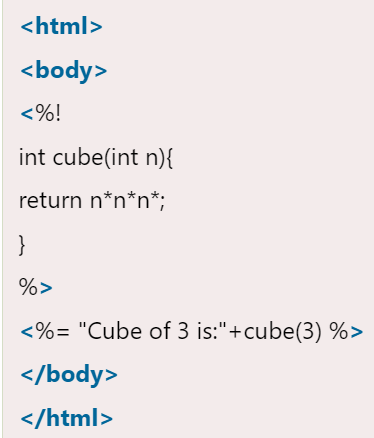 <html>
<body>
<%!
int cube(int n){
return n*n*n*;
}
%>
<%= "Cube of 3 is:"+cube(3) %>
</body>
</html>